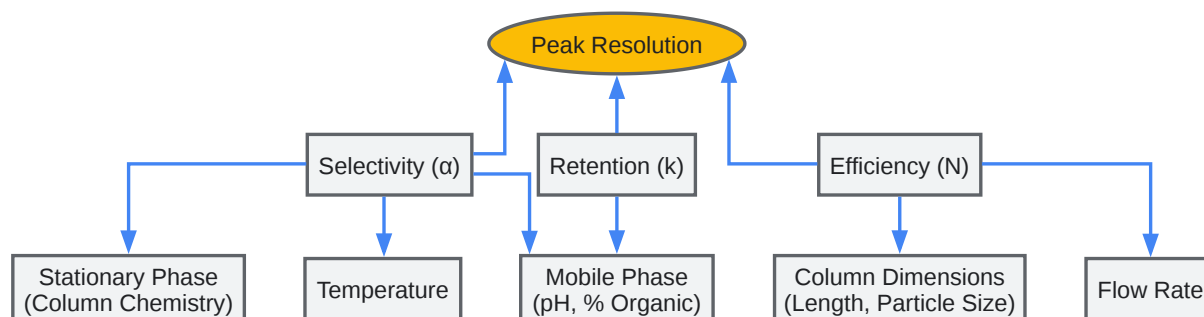 Peak Resolution
Selectivity (α)
Retention (k)
Efficiency (N)
Stationary Phase
(Column Chemistry)
Temperature
Mobile Phase
(pH, % Organic)
Column Dimensions
(Length, Particle Size)
Flow Rate